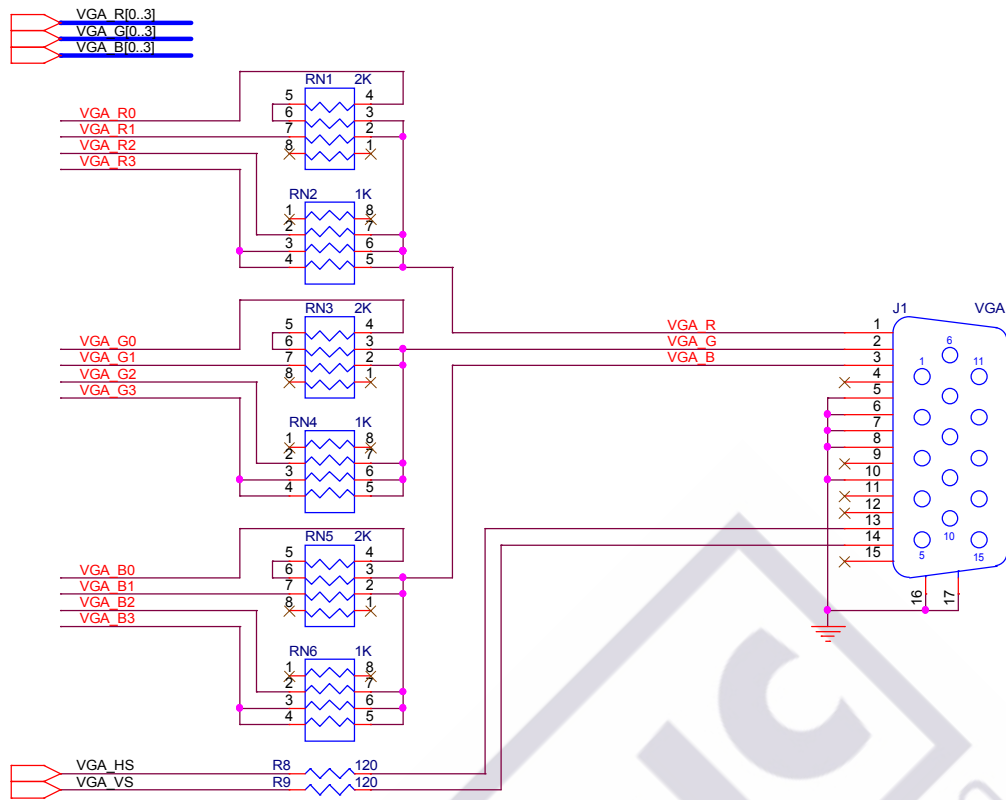 VGA_R[0..3]
VGA_G[0..3]
VGA_B[0..3]
RN1 2K
5 4
6 3
7 2
8 1
VGA_R0
VGA_R1
VGA_R2
VGA_R3
RN2 1K
1 8
2 7
3 6
4 5
RN3 2K
5 4
6 3
7 2
8 1
VGA_G0
VGA_G1
VGA_G2
VGA_G3
RN4 1K
1 8
2 7
3 6
4 5
RN5 2K
5 4
6 3
7 2
8 1
VGA_B0
VGA_B1
VGA_B2
VGA_B3
RN6 1K
1 8
2 7
3 6
4 5
VGA_HS R8 120
VGA_VS R9 120
VGA_R
VGA_G
VGA_B
J1 VGA
1
2
3
4
5
6
7
8
9
10
11
12
13
14
15
16
17
6
1 11
10
5 15